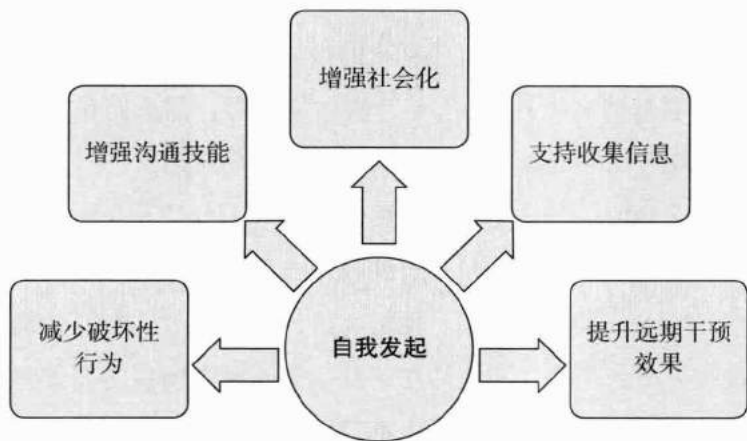 增强社会化
增强沟通技能
支持收集信息
减少破坏性
行为
自我发起
提升远期干预
效果